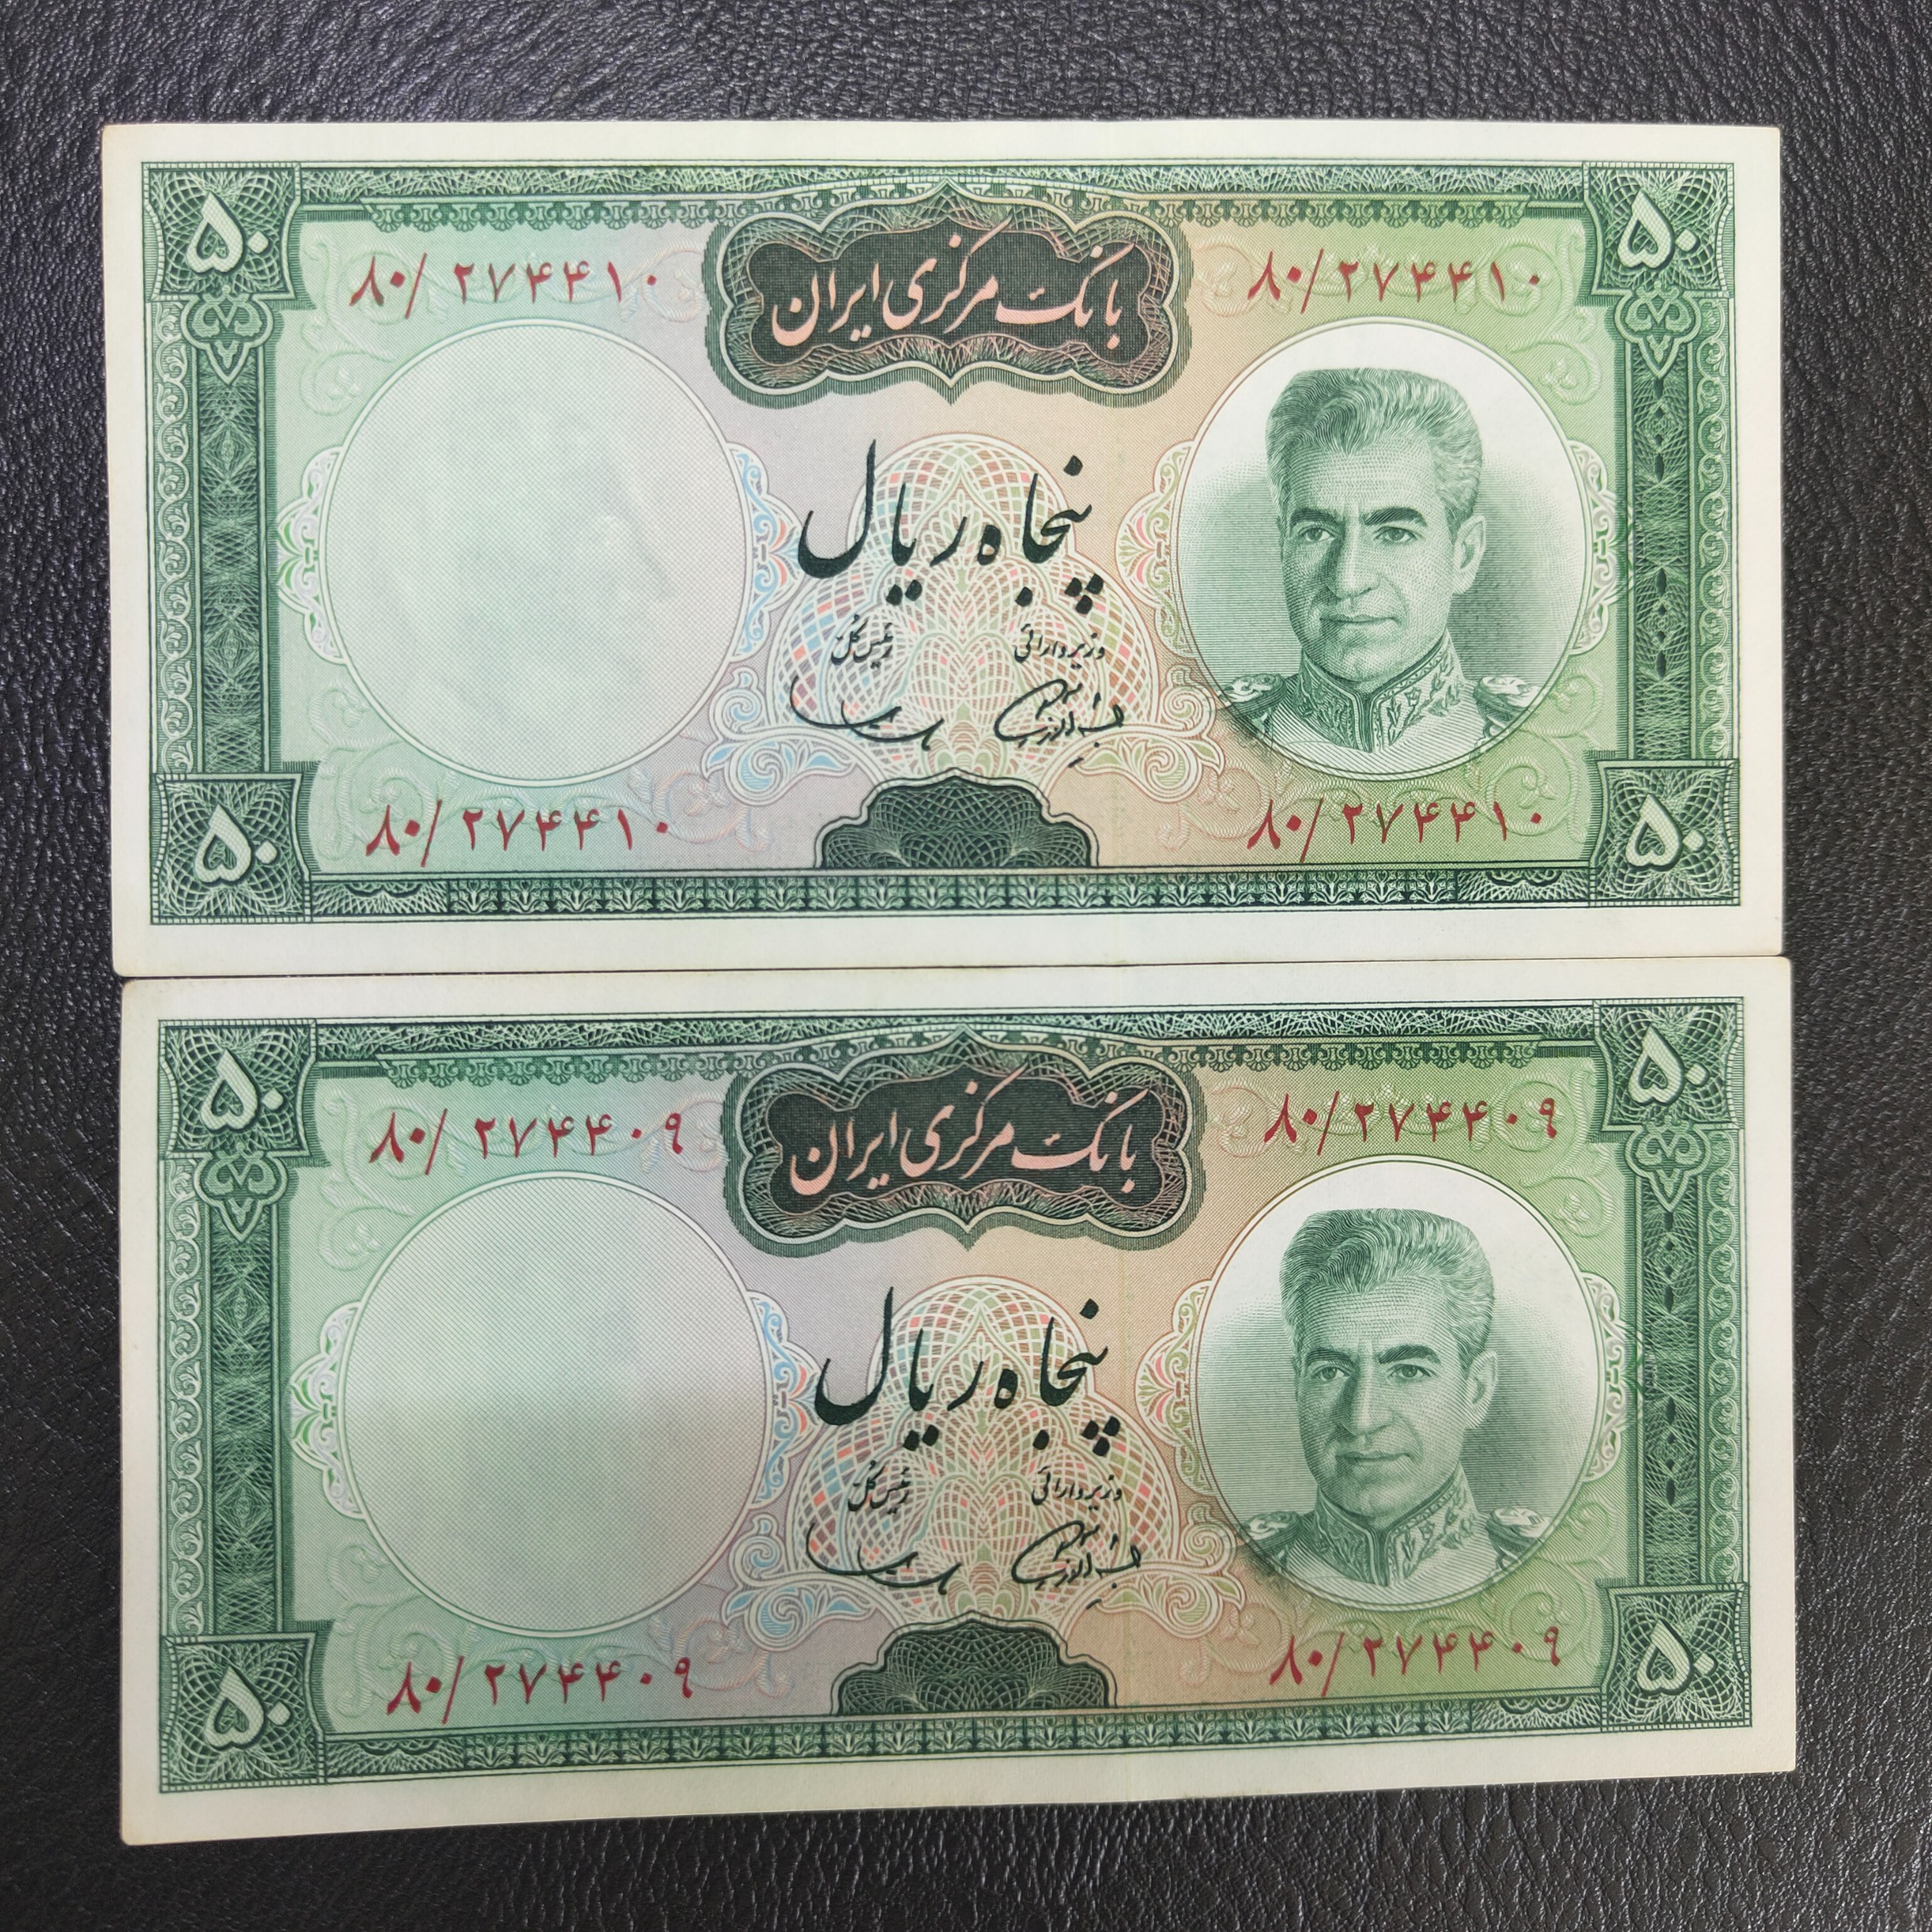 ۵۰ ۵۰
۸۰/۲۷۴۴۱۰ ۸۰/۲۷۴۴۱۰
بانک مرکزی ایران
پنجاه ریال
وزیر دارائی رئیس کل
۸۰/۲۷۴۴۱۰ ۸۰/۲۷۴۴۱۰
۵۰ ۵۰
۵۰ ۵۰
۸۰/۲۷۴۴۰۹ ۸۰/۲۷۴۴۰۹
بانک مرکزی ایران
پنجاه ریال
وزیر دارائی رئیس کل
۸۰/۲۷۴۴۰۹ ۸۰/۲۷۴۴۰۹
۵۰ ۵۰